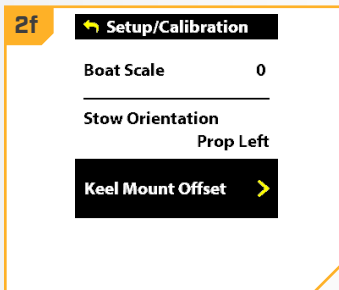 2f
Setup/Calibration
Boat Scale 0
Stow Orientation
Prop Left
Keel Mount Offset